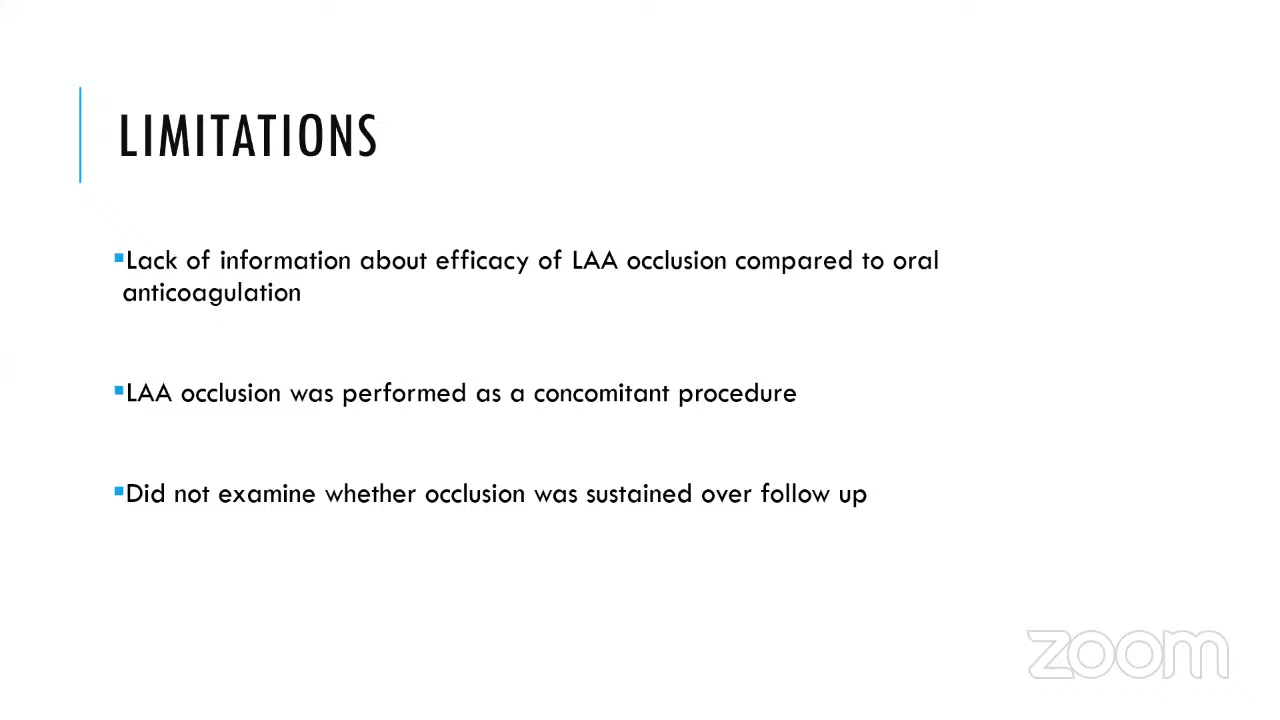 LIMITATIONS
▪Lack of information about efficacy of LAA occlusion compared to oral
anticoagulation
▪LAA occlusion was performed as a concomitant procedure
▪Did not examine whether occlusion was sustained over follow up
zoom